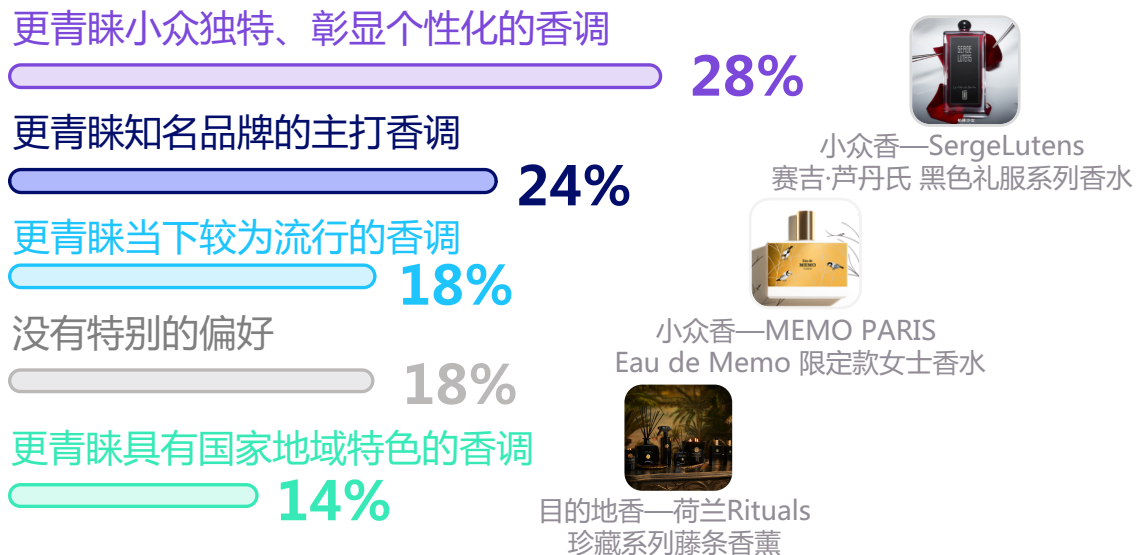 更青睐小众独特、彰显个性化的香调
28%
更青睐知名品牌的主打香调
24%
更青睐当下较为流行的香调
18%
没有特别的偏好
18%
更青睐具有国家地域特色的香调
14%
SERGE
LUTENS
小众香—SergeLutens
赛吉·芦丹氏 黑色礼服系列香水
MEMO
小众香—MEMO PARIS
Eau de Memo 限定款女士香水
目的地香—荷兰Rituals
珍藏系列藤条香薰